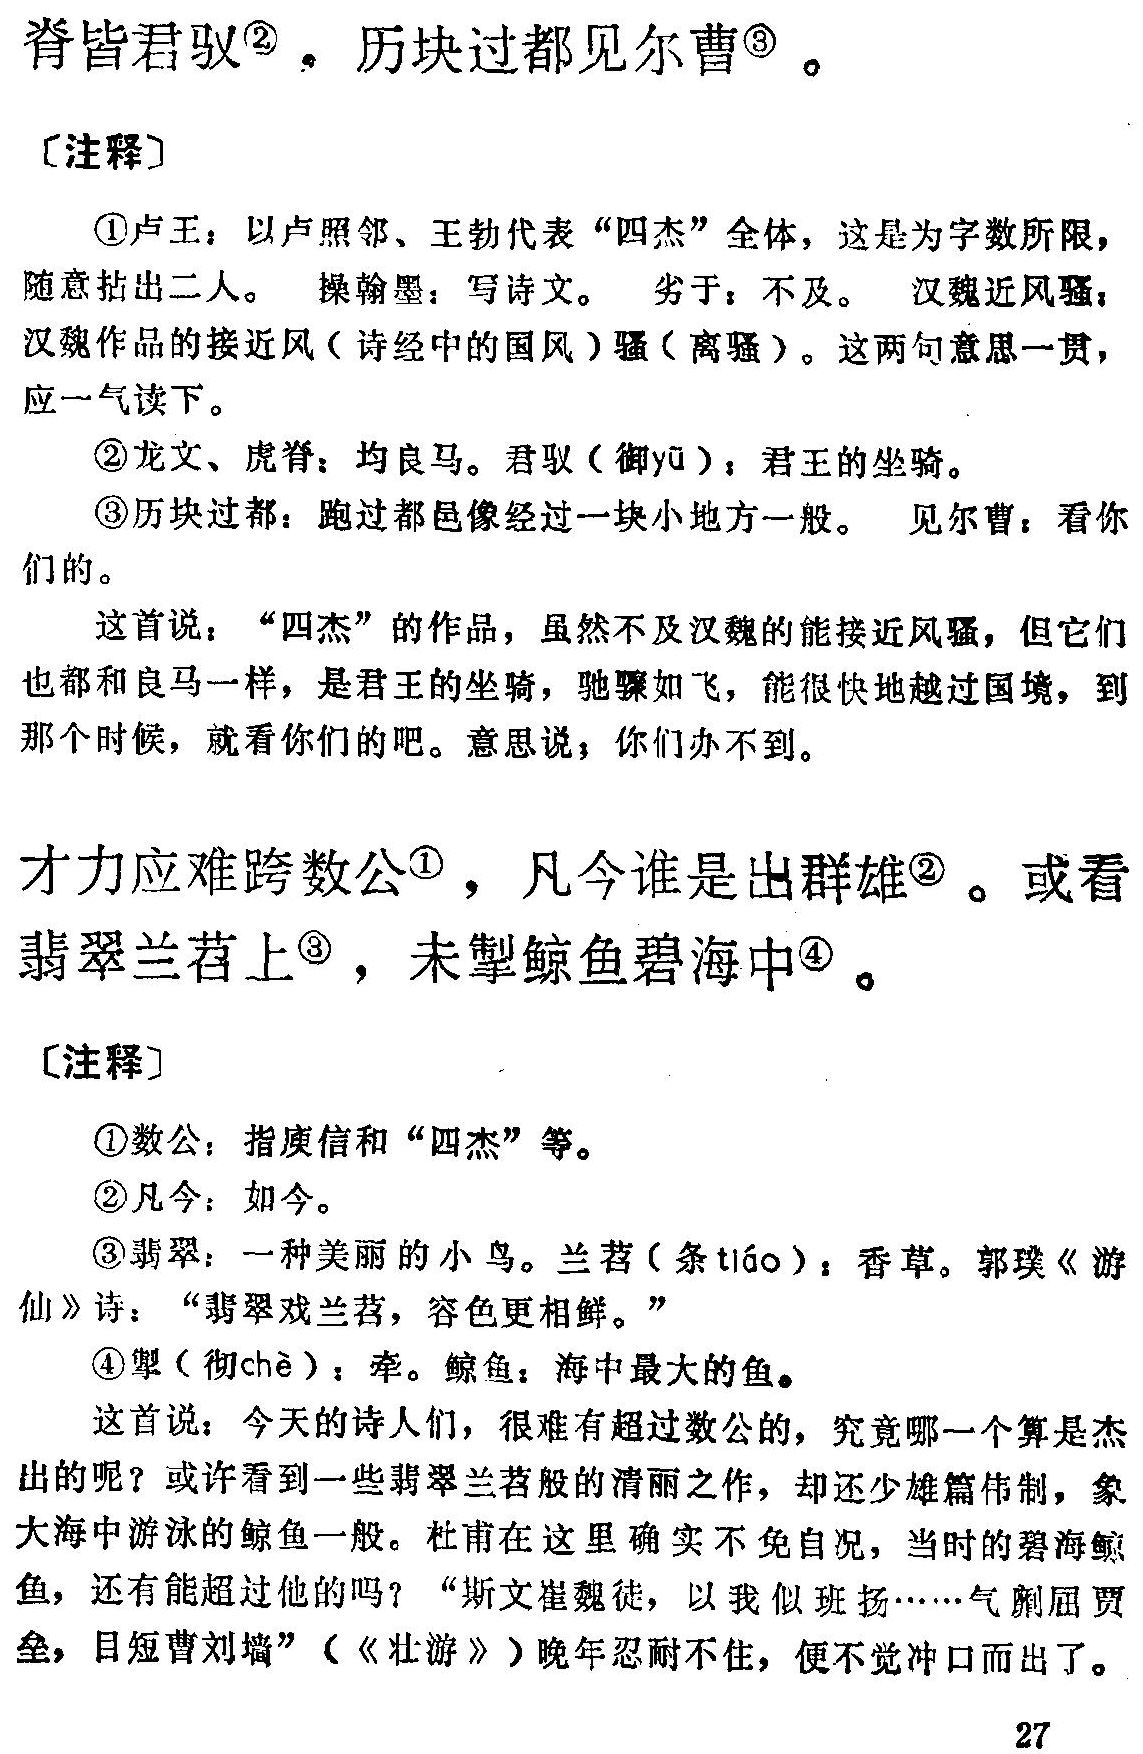 脊皆君驭②。历块过都见尔曹③。
〔注释〕
①卢王：以卢照邻、王勃代表“四杰”全体，这是为字数所限，
随意拈出二人。　操翰墨：写诗文。　劣于：不及。　汉魏近风骚：
汉魏作品的接近风（诗经中的国风）骚（离骚）。这两句意思一贯，
应一气读下。
②龙文、虎脊：均良马。君驭（御yū）：君王的坐骑。
③历块过都：跑过都邑像经过一块小地方一般。　见尔曹：看你
们的。
这首说：“四杰”的作品，虽然不及汉魏的能接近风骚，但它们
也都和良马一样，是君王的坐骑，驰骤如飞，能很快地越过国境，到
那个时候，就看你们的吧。意思说；你们办不到。
才力应难跨数公①，凡今谁是出群雄②。或看
翡翠兰苕上③，未掣鲸鱼碧海中④。
〔注释〕
①数公：指庾信和“四杰”等。
②凡今：如今。
③翡翠：一种美丽的小鸟。兰苕（条tiáo）：香草。郭璞《游
仙》诗：“翡翠戏兰苕，容色更相鲜。”
④掣（彻chè）：牵。鲸鱼：海中最大的鱼。
这首说：今天的诗人们，很难有超过数公的，究竟哪一个算是杰
出的呢？或许看到一些翡翠兰苕般的清丽之作，却还少雄篇伟制，象
大海中游泳的鲸鱼一般。杜甫在这里确实不免自况，当时的碧海鲸
鱼，还有能超过他的吗？“斯文崔魏徒，以我似班扬……气劘屈贾
垒，目短曹刘墙”（《壮游》）晚年忍耐不住，便不觉冲口而出了。
27